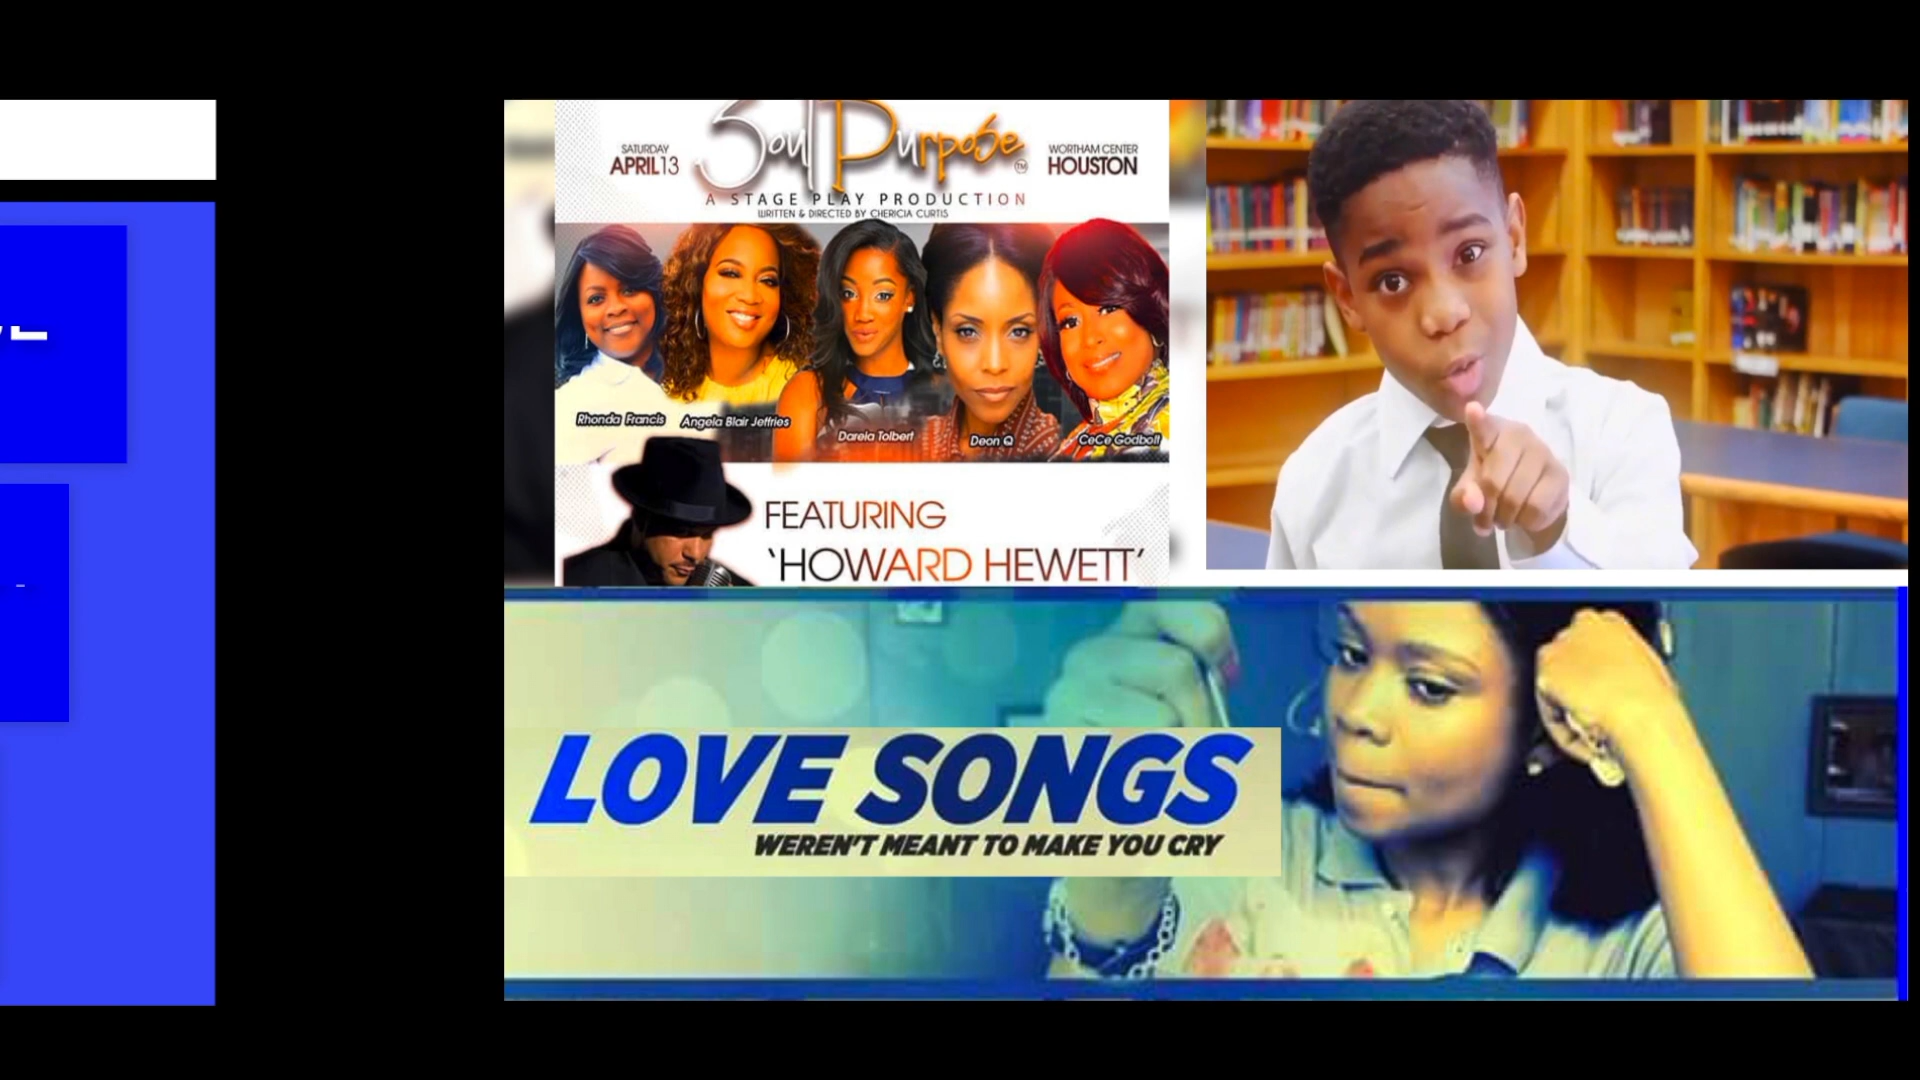 Soul Purpose
TM
SATURDAY
APRIL 13
WORTHAM CENTER
HOUSTON
A STAGE PLAY PRODUCTION
WRITTEN & DIRECTED BY CHERICIA CURTIS
Rhonda Francis
Angela Blair Jeffries
Dareia Tolbert
Deon Q
CeCe Godbolt
FEATURING
'HOWARD HEWETT'
LOVE SONGS
WEREN'T MEANT TO MAKE YOU CRY